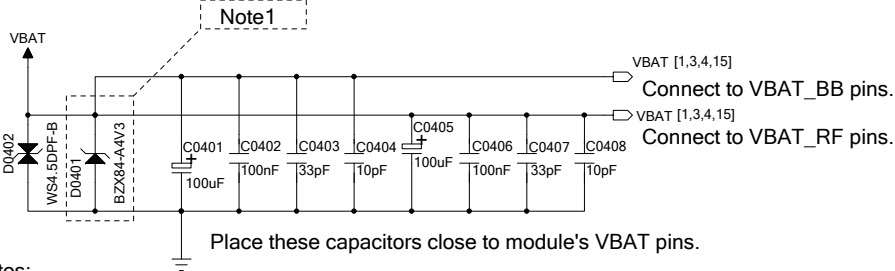 Note1
VBAT
VBAT [1,3,4,15]
Connect to VBAT_BB pins.
VBAT [1,3,4,15]
Connect to VBAT_RF pins.
D0402
WS4.5DPF-B
D0401
BZX84-A4V3
C0401
+
100uF
C0402
100nF
C0403
33pF
C0404
10pF
C0405
+
100uF
C0406
100nF
C0407
33pF
C0408
10pF
Place these capacitors close to module's VBAT pins.